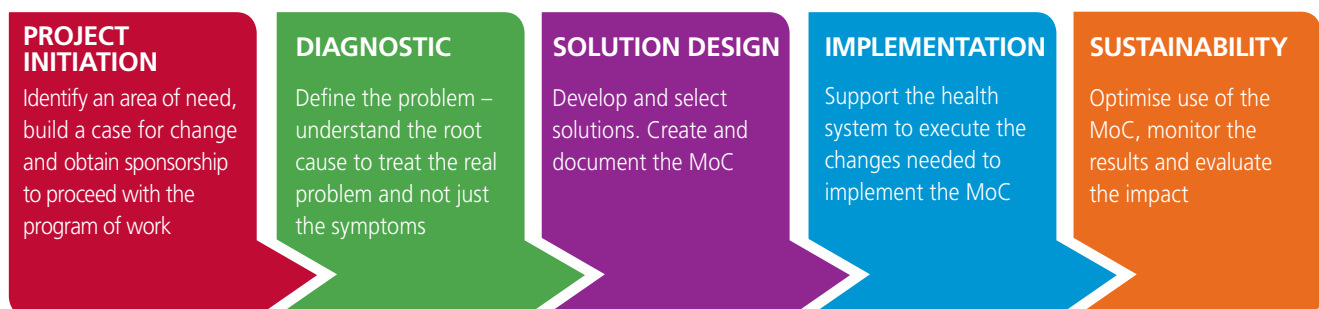 PROJECT
INITIATION
Identify an area of need,
build a case for change
and obtain sponsorship
to proceed with the
program of work
DIAGNOSTIC
Define the problem –
understand the root
cause to treat the real
problem and not just
the symptoms
SOLUTION DESIGN
Develop and select
solutions. Create and
document the MoC
IMPLEMENTATION
Support the health
system to execute the
changes needed to
implement the MoC
SUSTAINABILITY
Optimise use of the
MoC, monitor the
results and evaluate
the impact